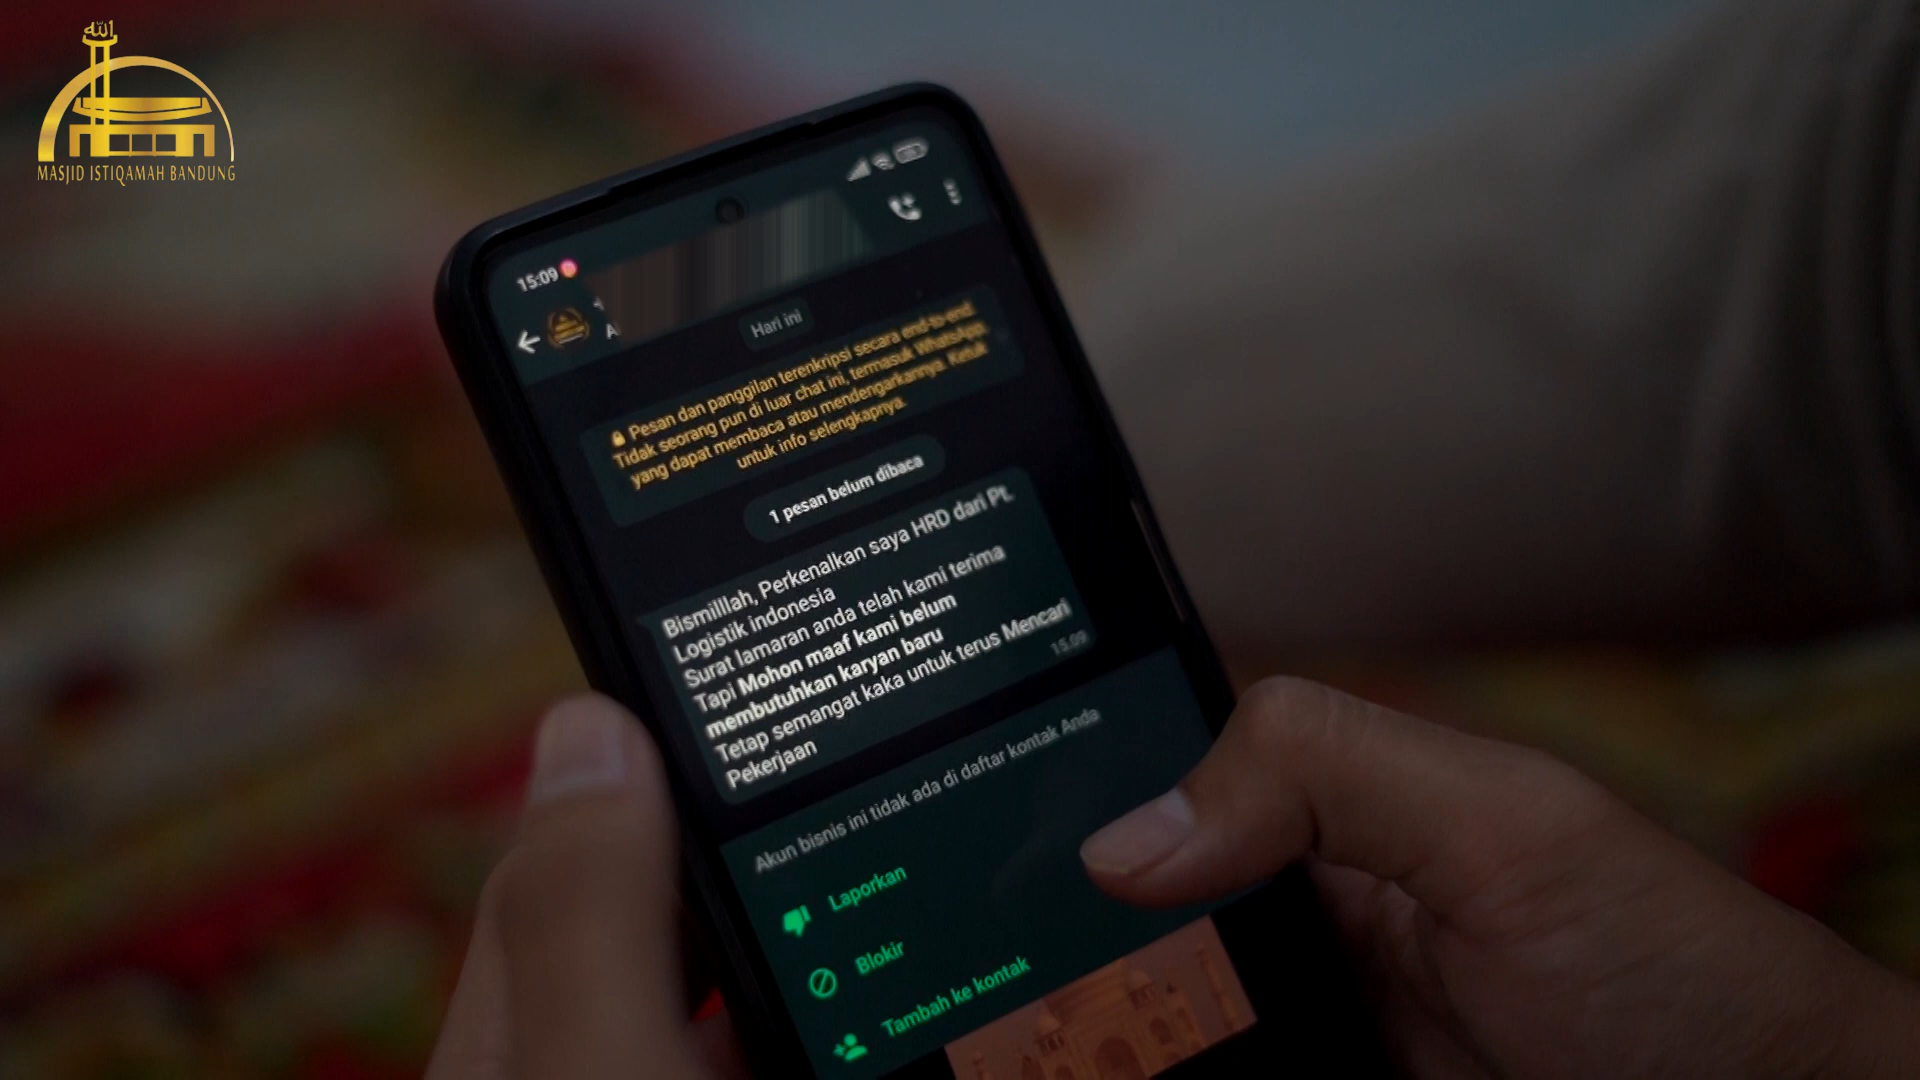 الله
MASJID ISTIQAMAH BANDUNG
15:09
A
Hari ini
Pesan dan panggilan terenkripsi secara end-to-end.
Tidak seorang pun di luar chat ini, termasuk WhatsApp,
yang dapat membaca atau mendengarkannya. Ketuk
untuk info selengkapnya.
1 pesan belum dibaca
Bismilllah, Perkenalkan saya HRD dari Pt.
Logistik indonesia
Surat lamaran anda telah kami terima
Tapi Mohon maaf kami belum
membutuhkan karyan baru
Tetap semangat kaka untuk terus Mencari
Pekerjaan
15.09
Akun bisnis ini tidak ada di daftar kontak Anda
Laporkan
Blokir
Tambah ke kontak